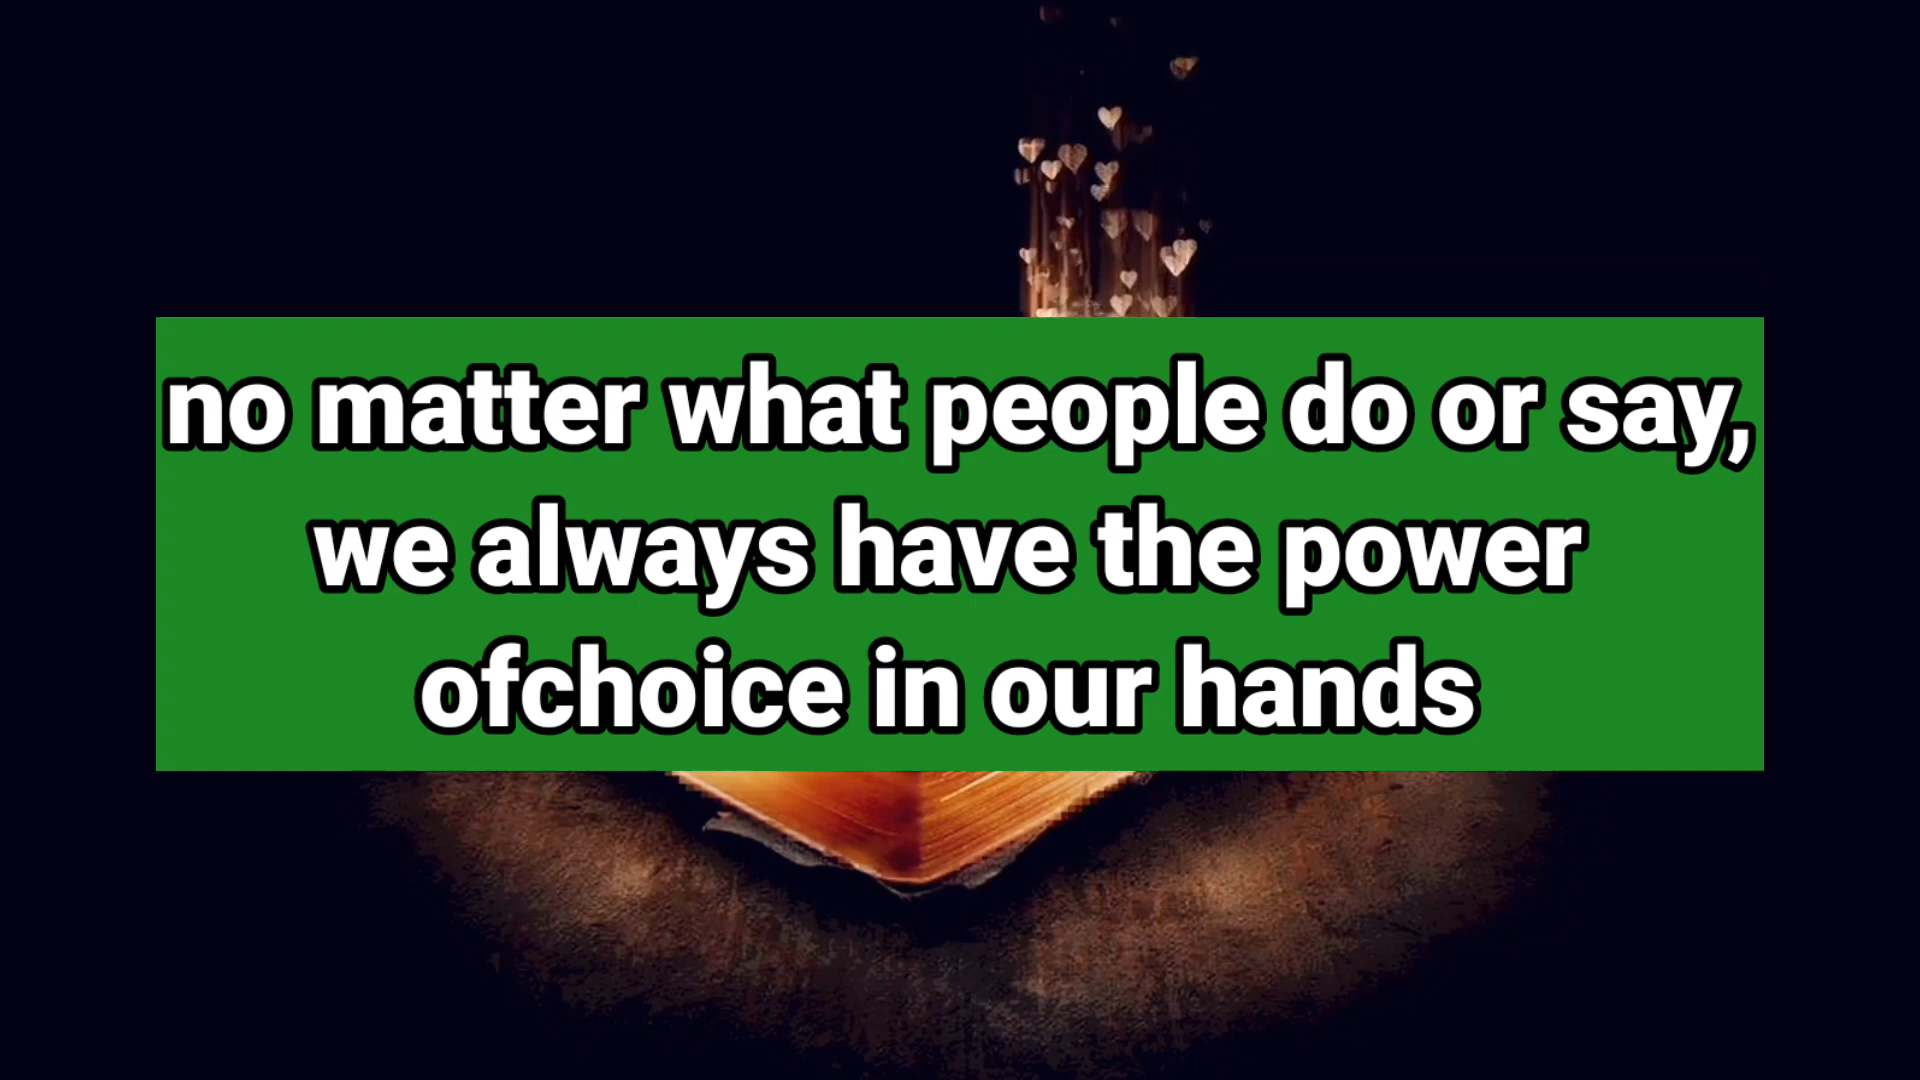 no matter what people do or say,
we always have the power
ofchoice in our hands